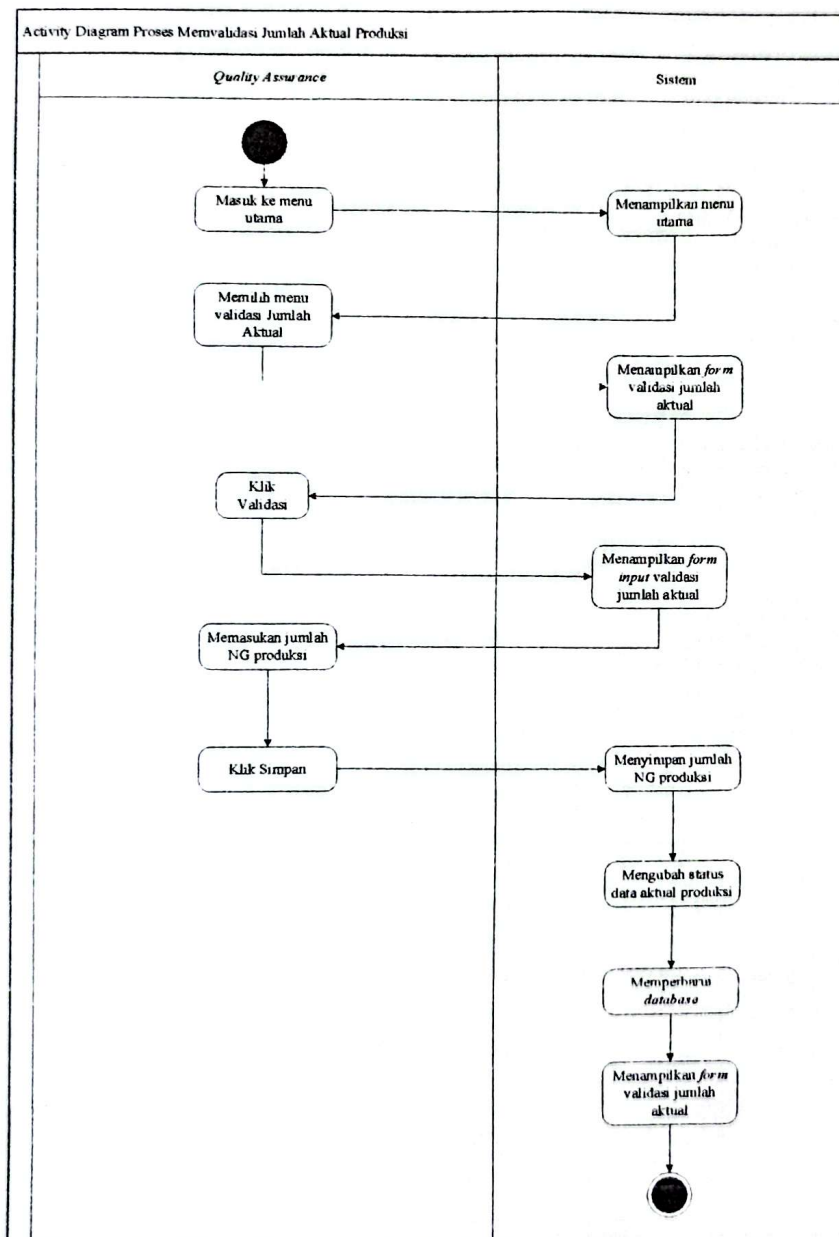 Activity Diagram Proses Memvalidasi Jumlah Aktual Produksi
Quality Assurance
Sistem
Masuk ke menu
utama
Menampilkan menu
utama
Memilih menu
validasi Jumlah
Aktual
Menampilkan form
validasi jumlah
aktual
Klik
Validasi
Menampilkan form
input validasi
jumlah aktual
Memasukan jumlah
NG produksi
Klik Simpan
Menyimpan jumlah
NG produksi
Mengubah status
data aktual produksi
Memperbarui
database
Menampilkan form
validasi jumlah
aktual